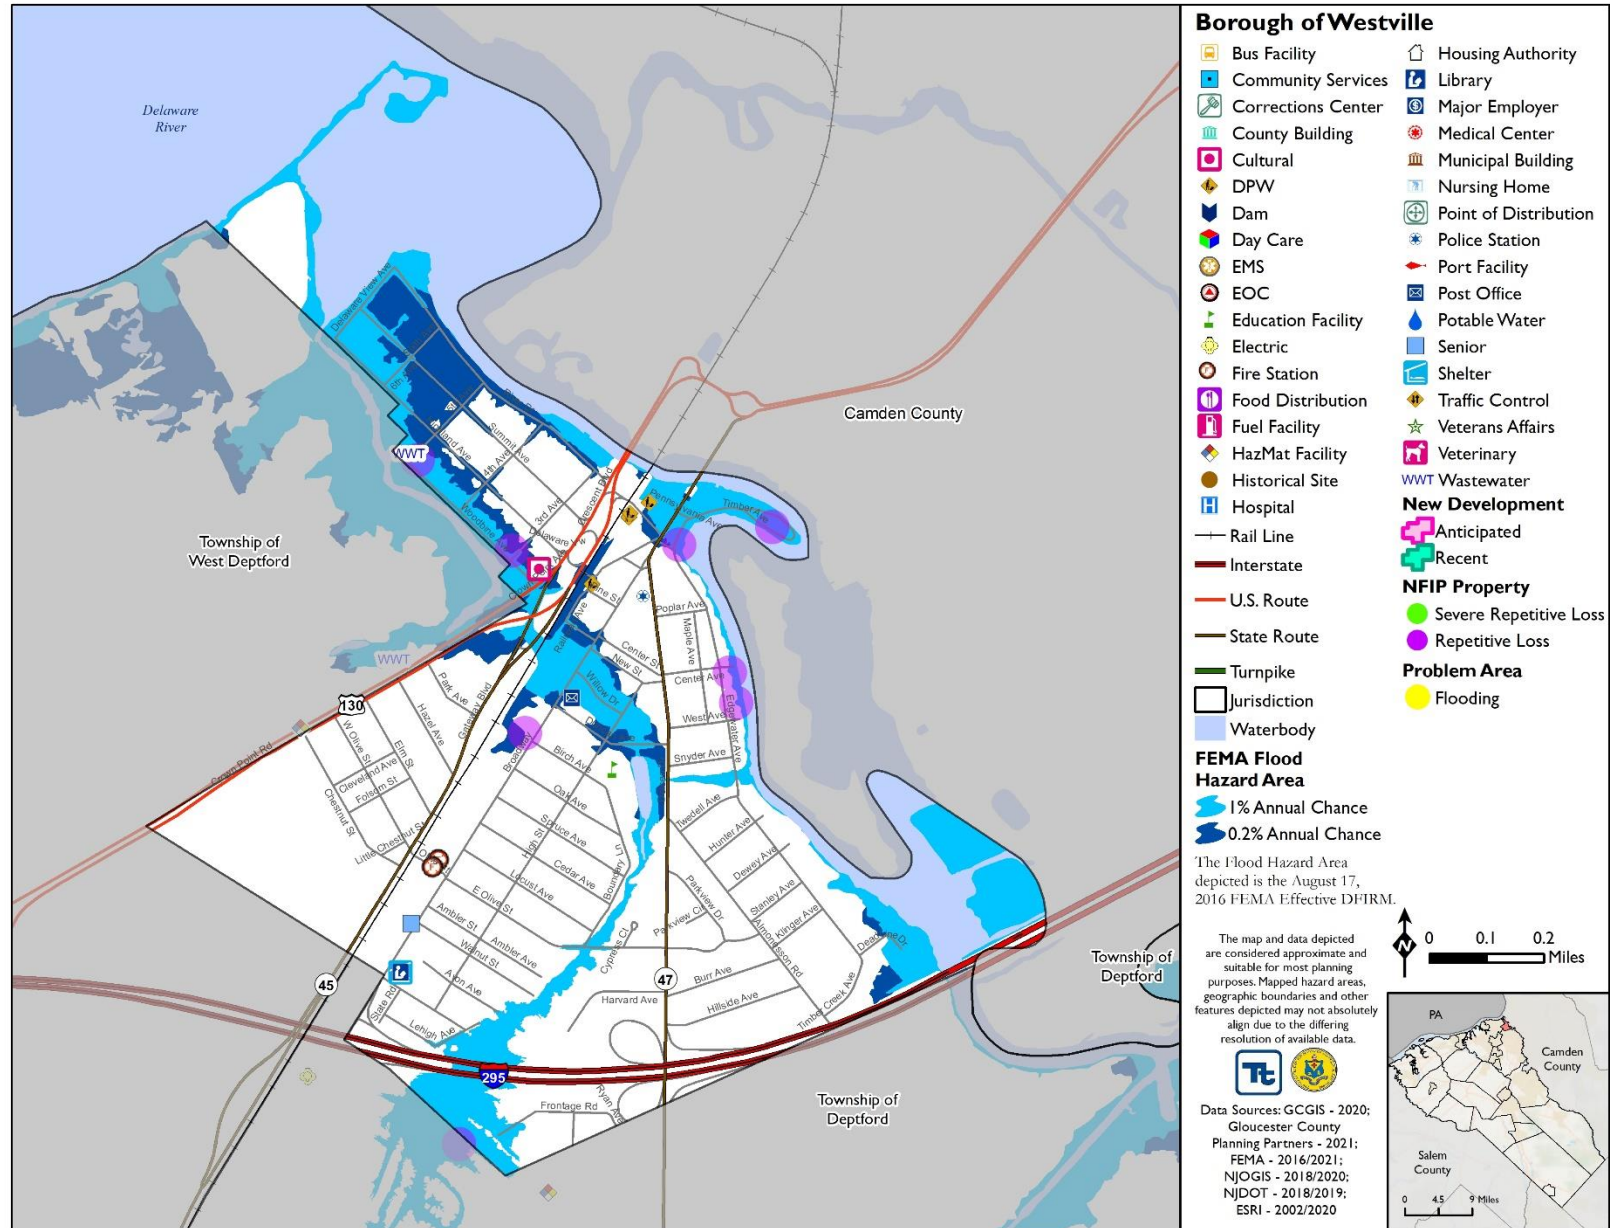 Delaware
River
Camden County
Township of
West Deptford
Township of
Deptford
Township of
Deptford
Delaware View Ave
6th
Summit Ave
4th Ave
3rd Ave
Crescent Blvd
Delaware
Woodbine
WWT
WWT
Pennsylvania Ave
Timber Ave
Poplar Ave
Maple Ave
Center St
New St
Center Ave
Willow Dr
West Ave
Edgewater Ave
Snyder Ave
Park Ave
Hazel Ave
Gateway Blvd
Broadway
130
Crown Point Rd
W Olive St
Elm St
Cleveland Ave
Folsom St
Chestnut St
Little Chestnut St
Birch Ave
Oak Ave
Spruce Ave
High St
Cedar Ave
Locust Ave
Boundary Ln
E Olive St
Ambler St
Ambler Ave
Walnut St
Avon Ave
State Rd
Lehigh Ave
Cypress Ct
Twedell Ave
Hunter Ave
Dewey Ave
Stanley Ave
Klinger Ave
Parkview Dr
Parkview Cir
Almonesson Rd
Deadline Dr
Burr Ave
Harvard Ave
Hillside Ave
Timber Creek Ave
45
47
295
Frontage Rd
Ryan Ave
Borough of Westville
Bus Facility
Community Services
Corrections Center
County Building
Cultural
DPW
Dam
Day Care
EMS
EOC
Education Facility
Electric
Fire Station
Food Distribution
Fuel Facility
HazMat Facility
Historical Site
Hospital
Rail Line
Interstate
U.S. Route
State Route
Turnpike
Jurisdiction
Waterbody
FEMA Flood
Hazard Area
1% Annual Chance
0.2% Annual Chance
The Flood Hazard Area
depicted is the August 17,
2016 FEMA Effective DFIRM.
Housing Authority
Library
Major Employer
Medical Center
Municipal Building
Nursing Home
Point of Distribution
Police Station
Port Facility
Post Office
Potable Water
Senior
Shelter
Traffic Control
Veterans Affairs
Veterinary
WWT Wastewater
New Development
Anticipated
Recent
NFIP Property
Severe Repetitive Loss
Repetitive Loss
Problem Area
Flooding
N
0 0.1 0.2
Miles
The map and data depicted
are considered approximate and
suitable for most planning
purposes. Mapped hazard areas,
geographic boundaries and other
features depicted may not absolutely
align due to the differing
resolution of available data.
Tt
Data Sources: GCGIS - 2020;
Gloucester County
Planning Partners - 2021;
FEMA - 2016/2021;
NJOGIS - 2018/2020;
NJDOT - 2018/2019;
ESRI - 2002/2020
PA
Camden
County
Salem
County
0 4.5 9 Miles